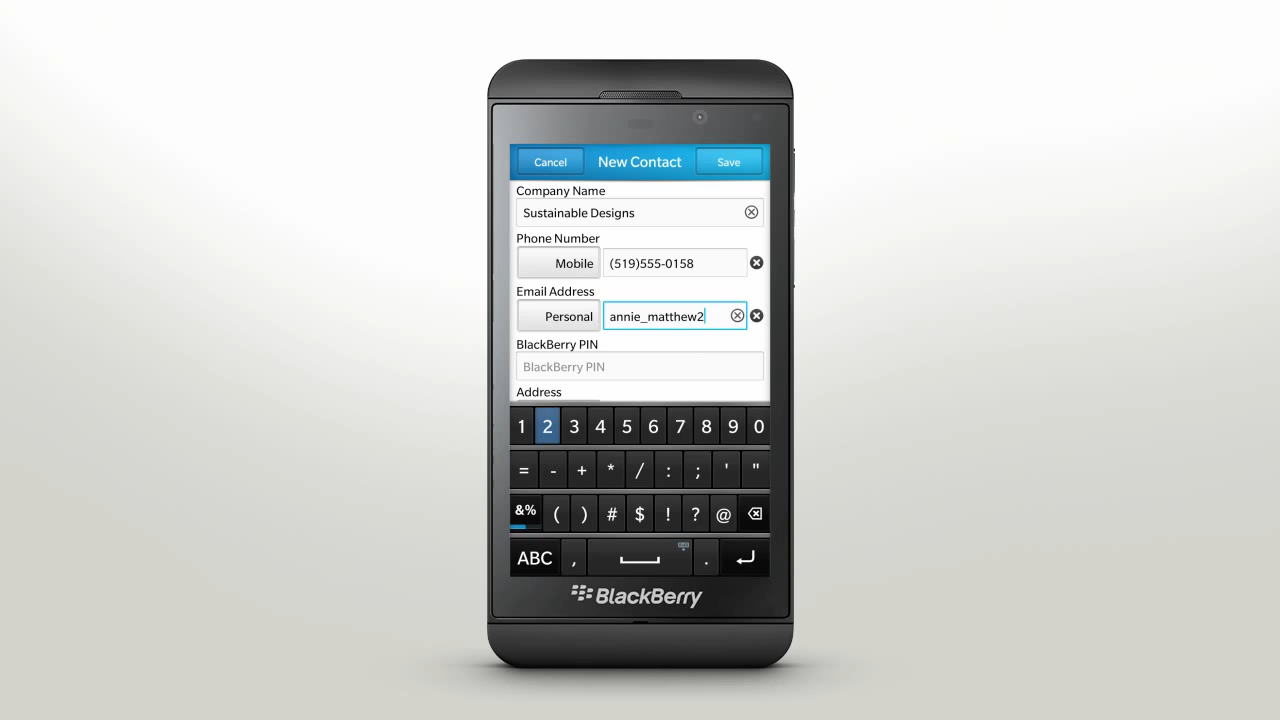 Cancel New Contact Save
Company Name
Sustainable Designs
Phone Number
Mobile (519)555-0158
Email Address
Personal annie_matthew2
BlackBerry PIN
BlackBerry PIN
Address
1 2 3 4 5 6 7 8 9 0
= - + * / : ; ' "
&% ( ) # $ ! ? @
ABC , .
BlackBerry